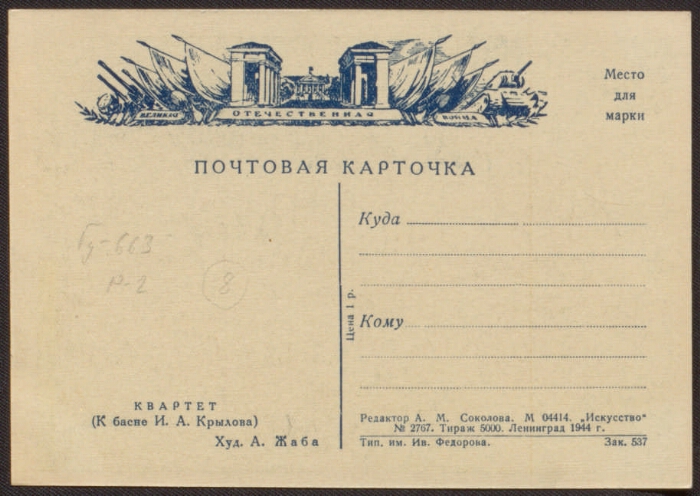 ВЕЛИКАЯ ОТЕЧЕСТВЕННАЯ ВОЙНА
Место
для
марки
ПОЧТОВАЯ КАРТОЧКА
Куда
Цена 1 р.
Кому
Р-2
8
КВАРТЕТ
(К басне И. А. Крылова)
Худ. А. Жаба
Редактор А. М. Соколова. М 04414. „Искусство“
№ 2767. Тираж 5000. Ленинград 1944 г.
Тип. им. Ив. Федорова. Зак. 537